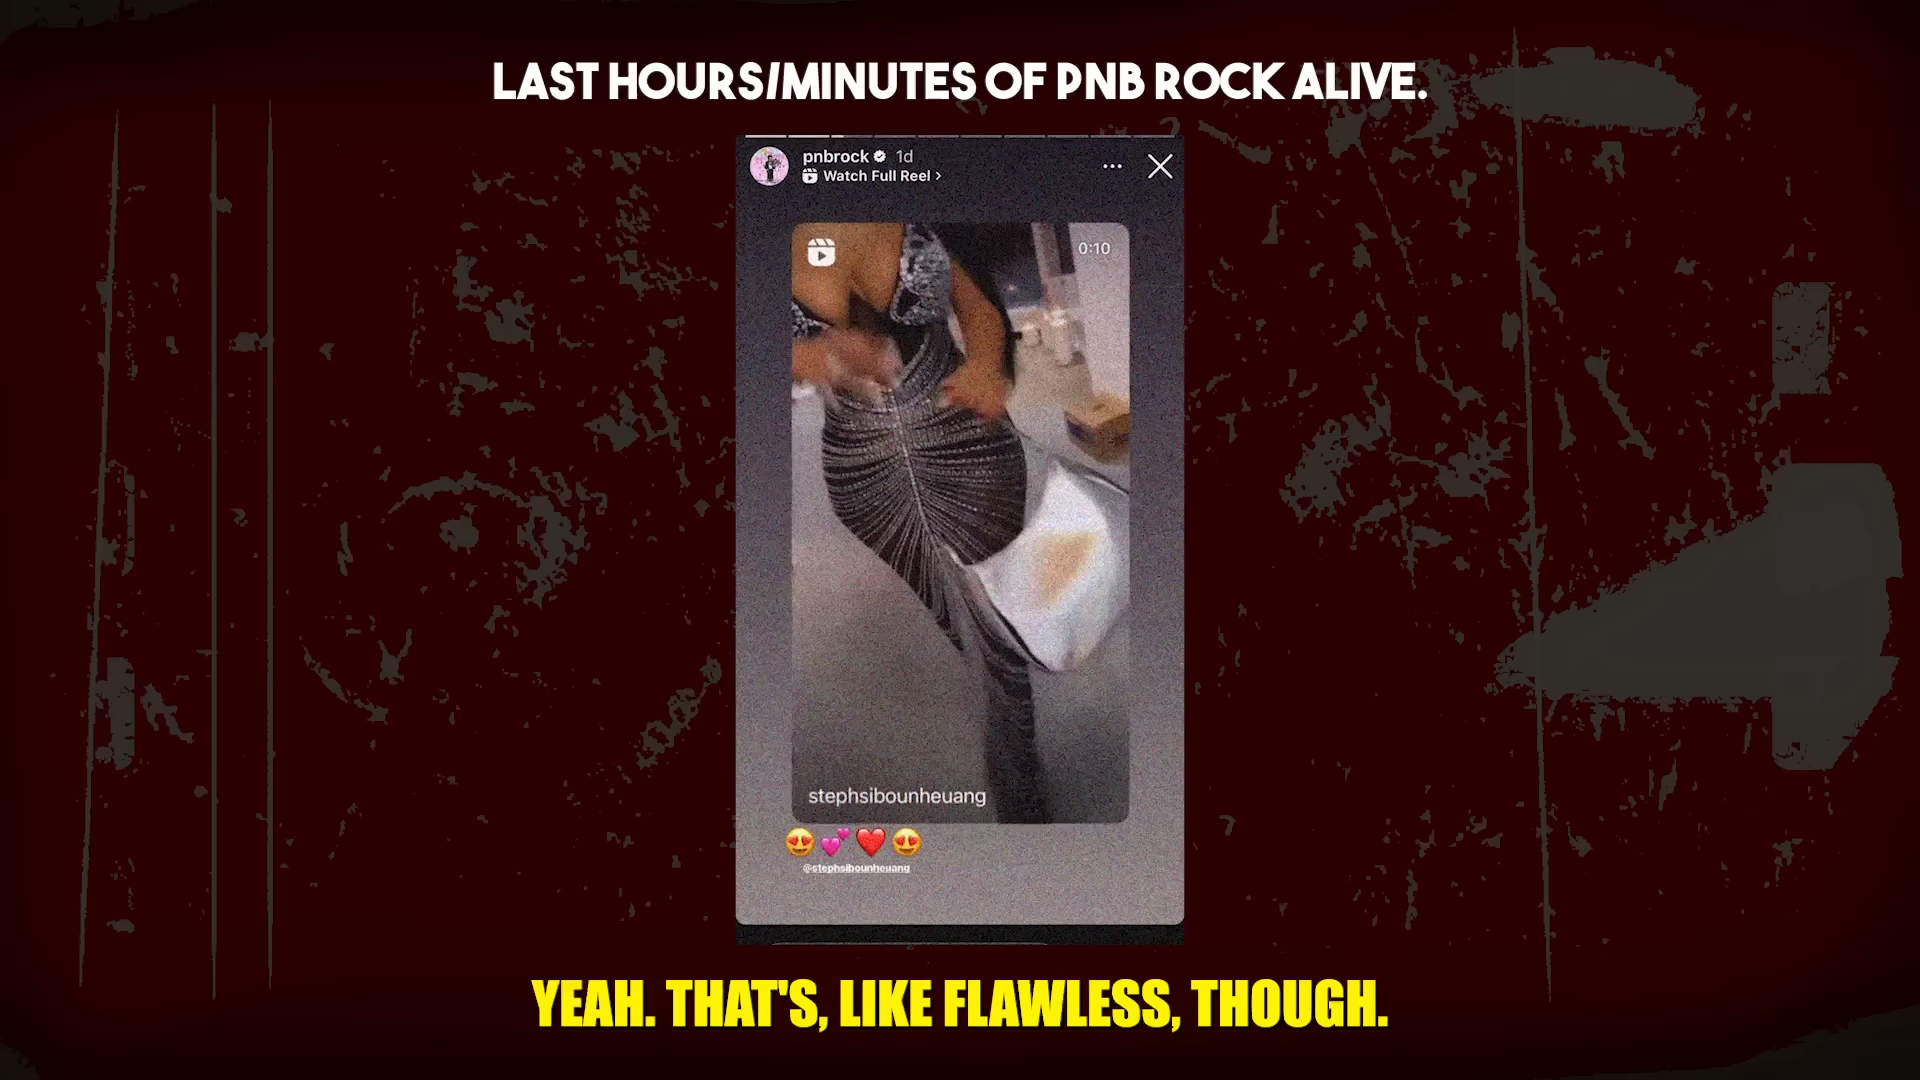 LAST HOURS/MINUTES OF PNB ROCK ALIVE.
pnbrock 1d
Watch Full Reel >
0:10
stephsibounheuang
@stephsibounheuang
YEAH. THAT'S, LIKE FLAWLESS, THOUGH.